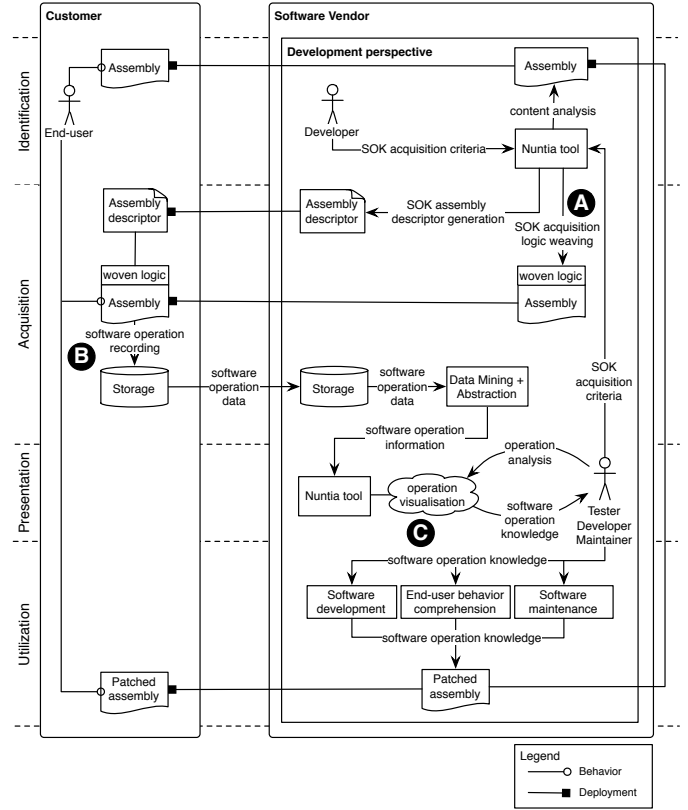 Customer
Software Vendor
Development perspective
Identification
Assembly
Assembly
End-user
Developer
content analysis
SOK acquisition criteria
Nuntia tool
Acquisition
Assembly
descriptor
Assembly
descriptor
SOK assembly
descriptor generation
A
SOK acquisition
logic weaving
woven logic
Assembly
woven logic
Assembly
software operation
recording
B
Storage
software
operation
data
Storage
software
operation
data
Data Mining +
Abstraction
SOK
acquisition
criteria
software operation
information
Presentation
Nuntia tool
operation
visualisation
operation
analysis
software
operation
knowledge
C
Tester
Developer
Maintainer
Utilization
software operation knowledge
Software
development
End-user behavior
comprehension
Software
maintenance
software operation knowledge
Patched
assembly
Patched
assembly
Legend
Behavior
Deployment